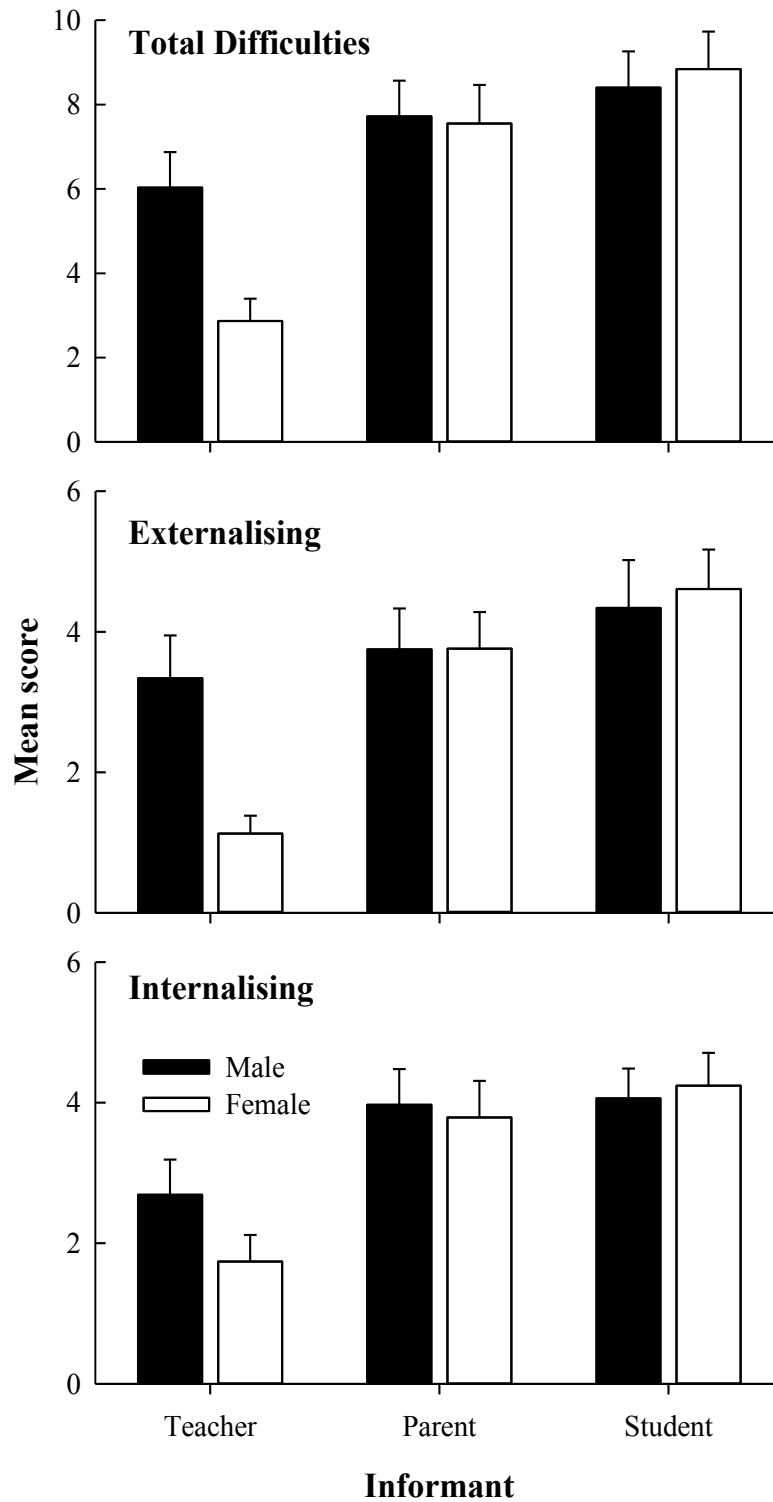 Total Difficulties
10
8
6
4
2
0
Externalising
6
4
2
0
Mean score
Internalising
6
4
2
0
Male
Female
Teacher Parent Student
Informant